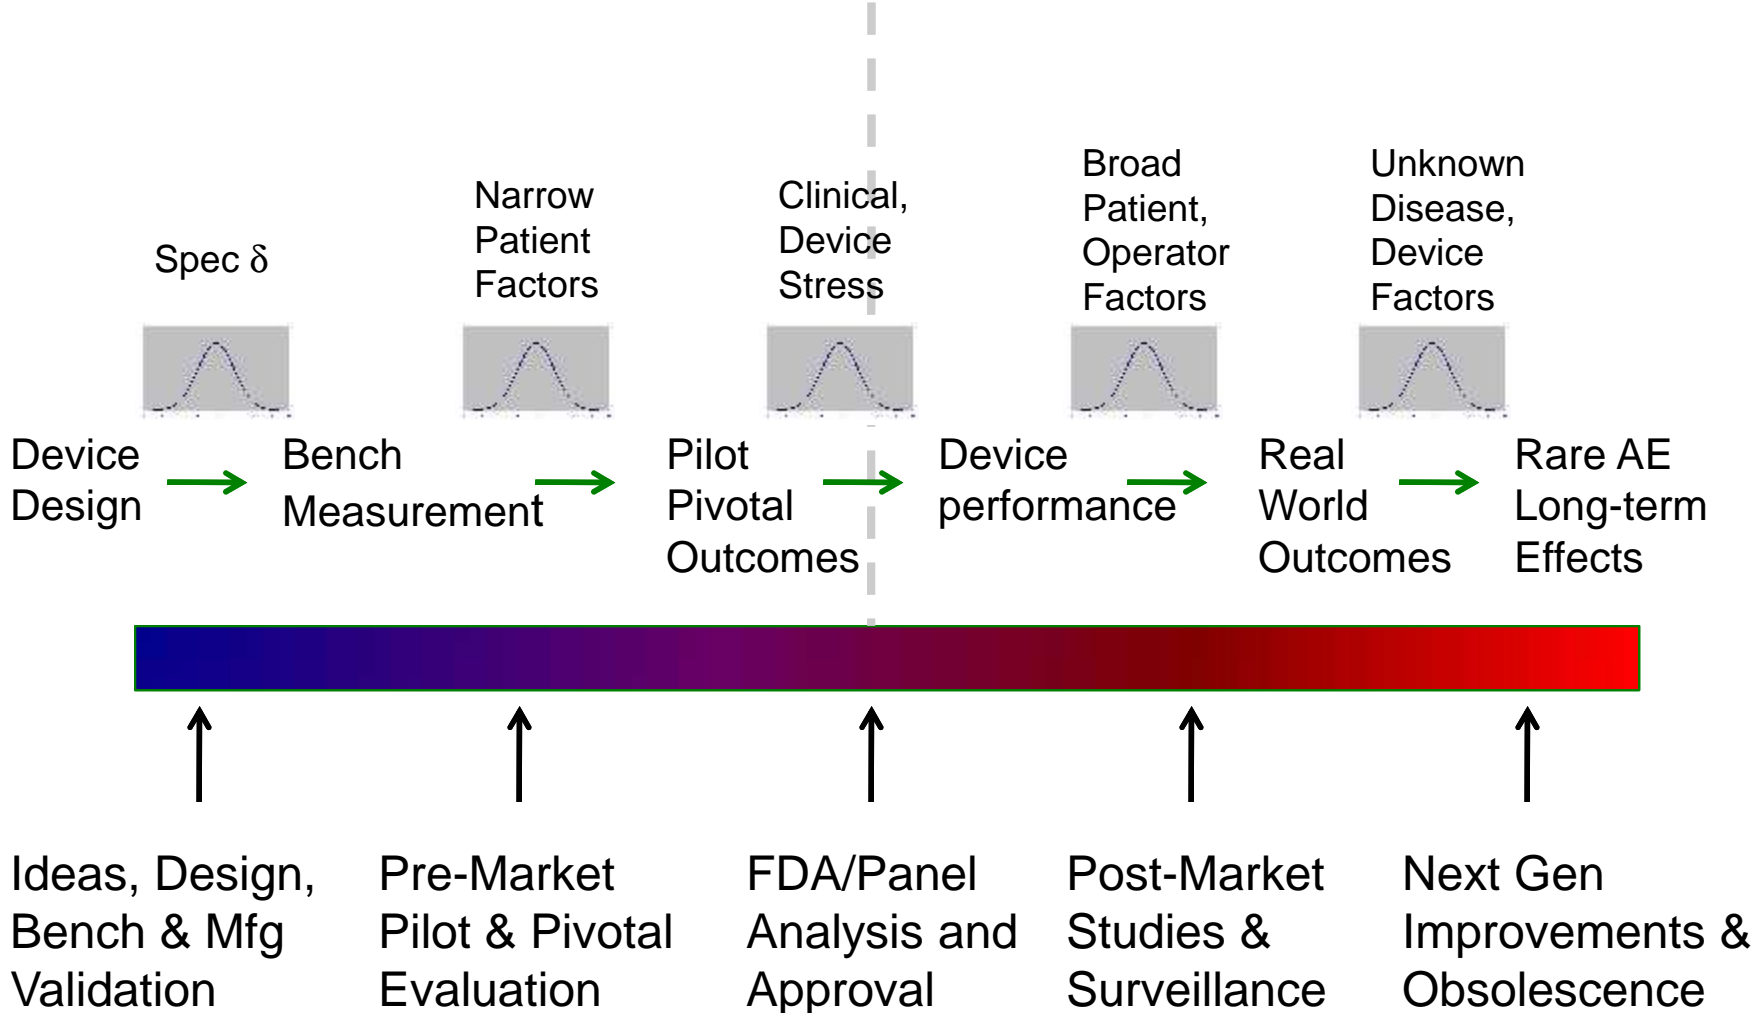 Spec δ
Narrow
Patient
Factors
Clinical,
Device
Stress
Broad
Patient,
Operator
Factors
Unknown
Disease,
Device
Factors
Device
Design
Bench
Measurement
Pilot
Pivotal
Outcomes
Device
performance
Real
World
Outcomes
Rare AE
Long-term
Effects
Ideas, Design,
Bench & Mfg
Validation
Pre-Market
Pilot & Pivotal
Evaluation
FDA/Panel
Analysis and
Approval
Post-Market
Studies &
Surveillance
Next Gen
Improvements &
Obsolescence